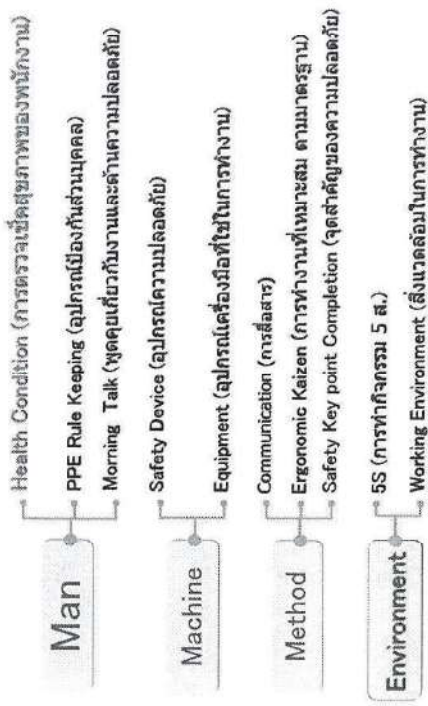 Man
Health Condition (การตรวจเช็คสุขภาพของพนักงาน)
PPE Rule Keeping (อุปกรณ์ป้องกันส่วนบุคคล)
Morning Talk (พูดคุยเกี่ยวกับงานและด้านความปลอดภัย)
Machine
Safety Device (อุปกรณ์ความปลอดภัย)
Equipment (อุปกรณ์เครื่องมือที่ใช้ในการทำงาน)
Method
Communication (การสื่อสาร)
Ergonomic Kaizen (การทำงานที่เหมาะสม ตามมาตรฐาน)
Safety Key point Completion (จุดสำคัญของความปลอดภัย)
Environment
5S (การทำกิจกรรม 5 ส.)
Working Environment (สิ่งแวดล้อมในการทำงาน)